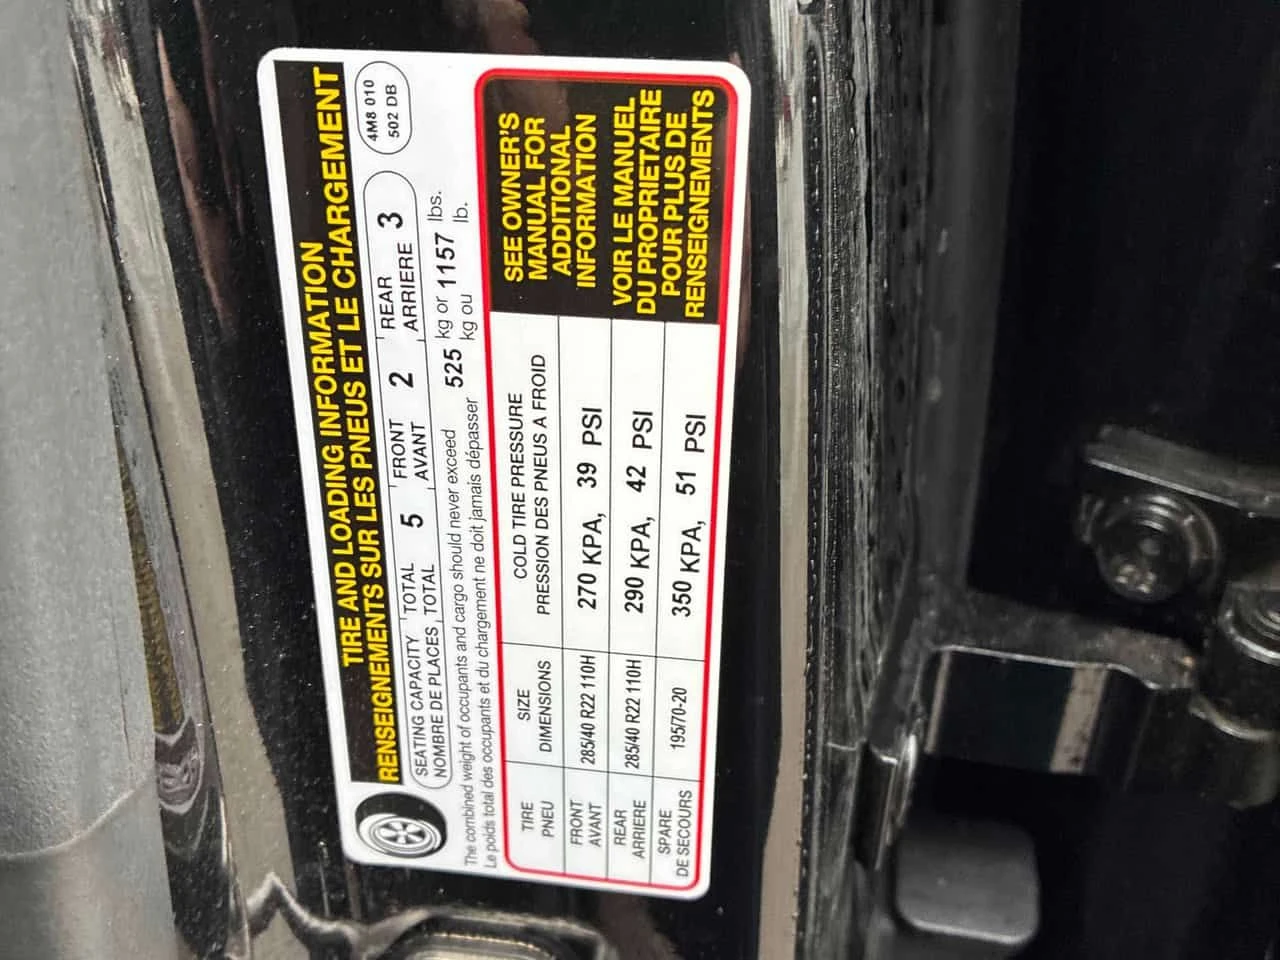 TIRE AND LOADING INFORMATION
RENSEIGNEMENTS SUR LES PNEUS ET LE CHARGEMENT
SEATING CAPACITY TOTAL 5 FRONT 2 REAR 3
NOMBRE DE PLACES TOTAL AVANT ARRIERE
4M8 010
502 DB
The combined weight of occupants and cargo should never exceed 525 kg or 1157 lbs.
Le poids total des occupants et du chargement ne doit jamais dépasser kg ou lb.
TIRE SIZE COLD TIRE PRESSURE
PNEU DIMENSIONS PRESSION DES PNEUS A FROID
FRONT
AVANT 285/40 R22 110H 270 KPA, 39 PSI
REAR
ARRIERE 285/40 R22 110H 290 KPA, 42 PSI
SPARE
DE SECOURS 195/70-20 350 KPA, 51 PSI
SEE OWNER'S
MANUAL FOR
ADDITIONAL
INFORMATION
VOIR LE MANUEL
DU PROPRIETAIRE
POUR PLUS DE
RENSEIGNEMENTS